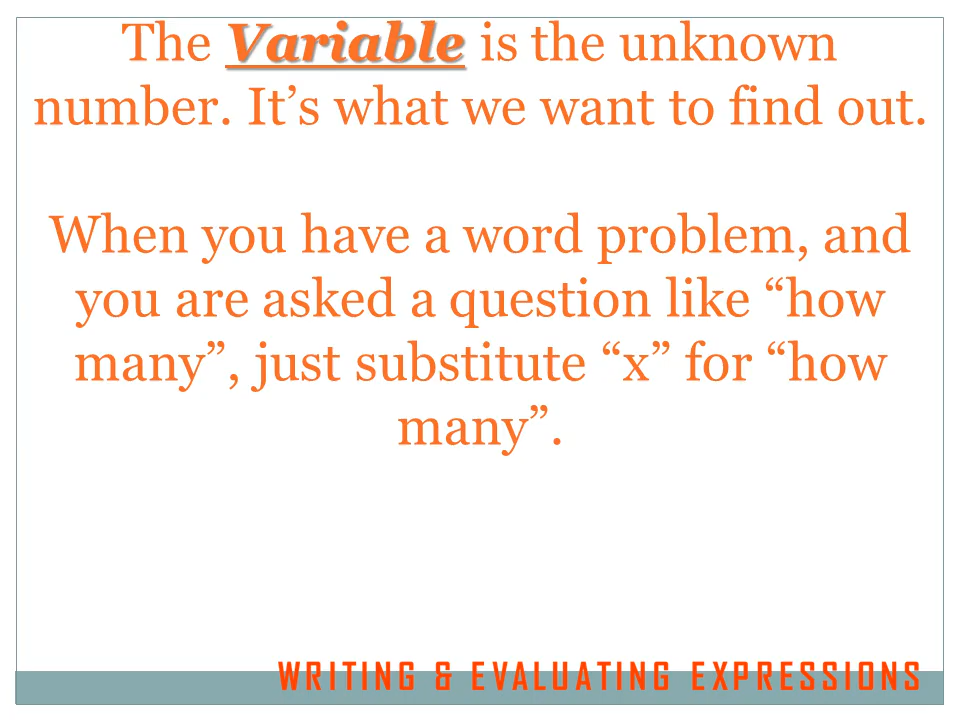 The Variable is the unknown
number. It’s what we want to find out.
When you have a word problem, and
you are asked a question like “how
many”, just substitute “x” for “how
many”.
WRITING & EVALUATING EXPRESSIONS